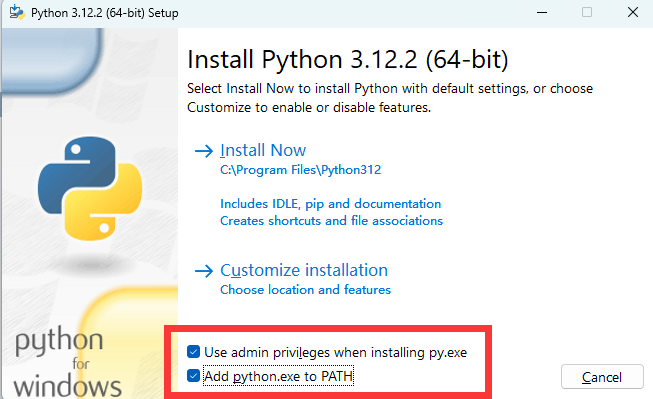 Python 3.12.2 (64-bit) Setup
Install Python 3.12.2 (64-bit)
Select Install Now to install Python with default settings, or choose
Customize to enable or disable features.
Install Now
C:\Program Files\Python312
Includes IDLE, pip and documentation
Creates shortcuts and file associations
Customize installation
Choose location and features
Use admin privileges when installing py.exe
Add python.exe to PATH
python
for
windows
Cancel